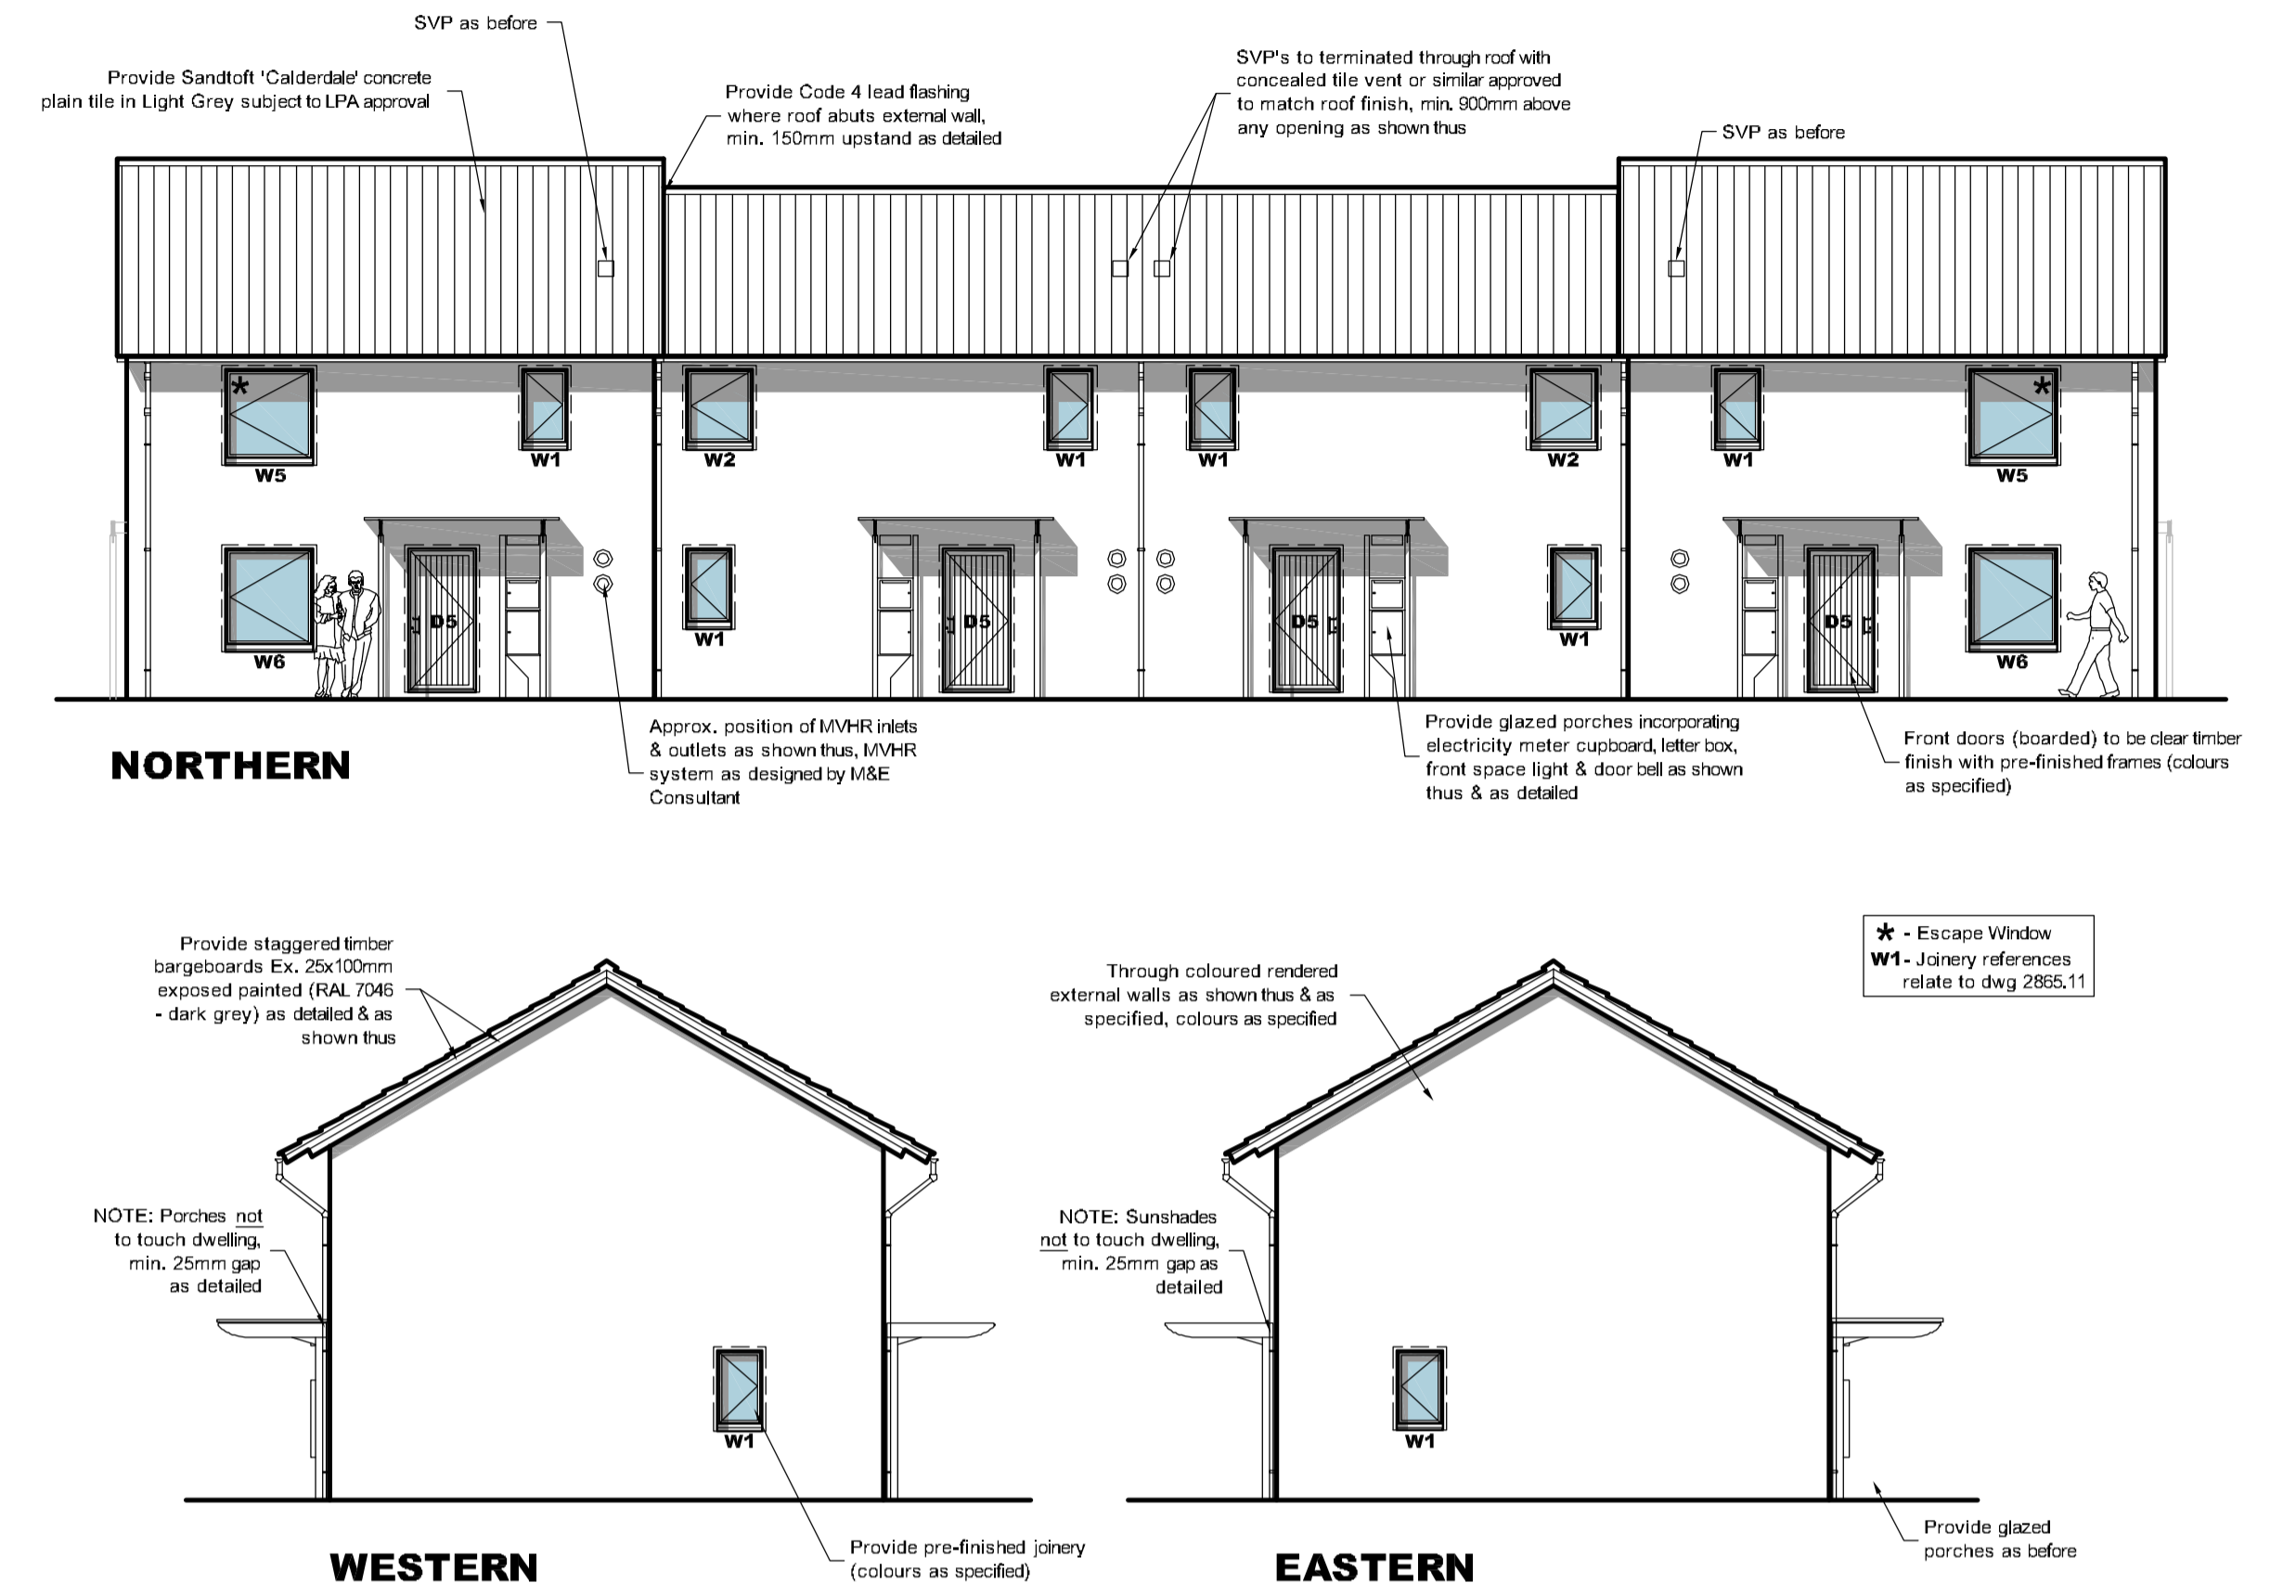 SVP as before
Provide Sandtoft 'Calderdale' concrete
plain tile in Light Grey subject to LPA approval
Provide Code 4 lead flashing
where roof abuts external wall,
min. 150mm upstand as detailed
SVP's to terminated through roof with
concealed tile vent or similar approved
to match roof finish, min. 900mm above
any opening as shown thus
SVP as before
*
*
W5
W1
W2
W1
W1
W2
W1
W5
W6
D5
W1
D5
D5
W1
D5
W6
NORTHERN
Approx. position of MVHR inlets
& outlets as shown thus, MVHR
system as designed by M&E
Consultant
Provide glazed porches incorporating
electricity meter cupboard, letter box,
front space light & door bell as shown
thus & as detailed
Front doors (boarded) to be clear timber
finish with pre-finished frames (colours
as specified)
Provide staggered timber
bargeboards Ex. 25x100mm
exposed painted (RAL 7046
- dark grey) as detailed & as
shown thus
Through coloured rendered
external walls as shown thus & as
specified, colours as specified
* - Escape Window
W1 - Joinery references
relate to dwg 2865.11
NOTE: Porches not
to touch dwelling,
min. 25mm gap
as detailed
NOTE: Sunshades
not to touch dwelling,
min. 25mm gap as
detailed
W1
W1
Provide pre-finished joinery
(colours as specified)
Provide glazed
porches as before
WESTERN
EASTERN